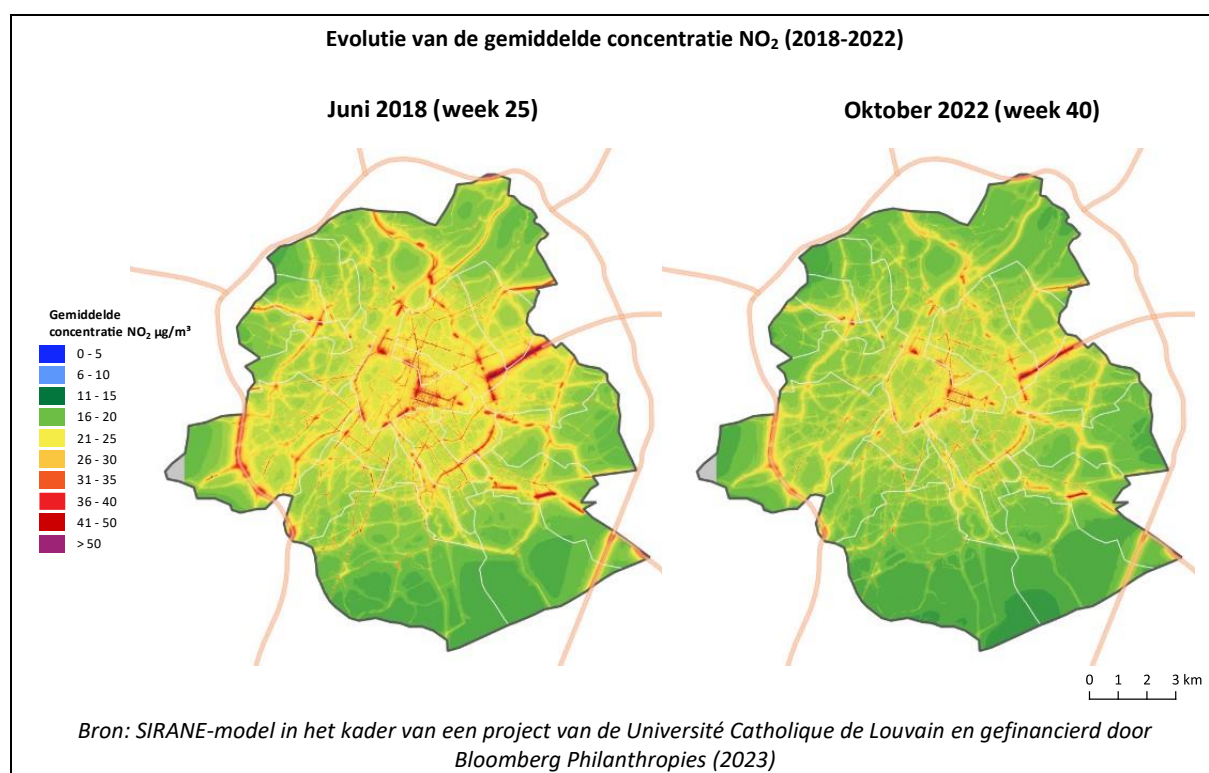 Evolutie van de gemiddelde concentratie NO₂ (2018-2022)
Juni 2018 (week 25)
Oktober 2022 (week 40)
Gemiddelde
concentratie NO₂ µg/m³
0 - 5
6 - 10
11 - 15
16 - 20
21 - 25
26 - 30
31 - 35
36 - 40
41 - 50
> 50
0 1 2 3 km
Bron: SIRANE-model in het kader van een project van de Université Catholique de Louvain en gefinancierd door
Bloomberg Philanthropies (2023)